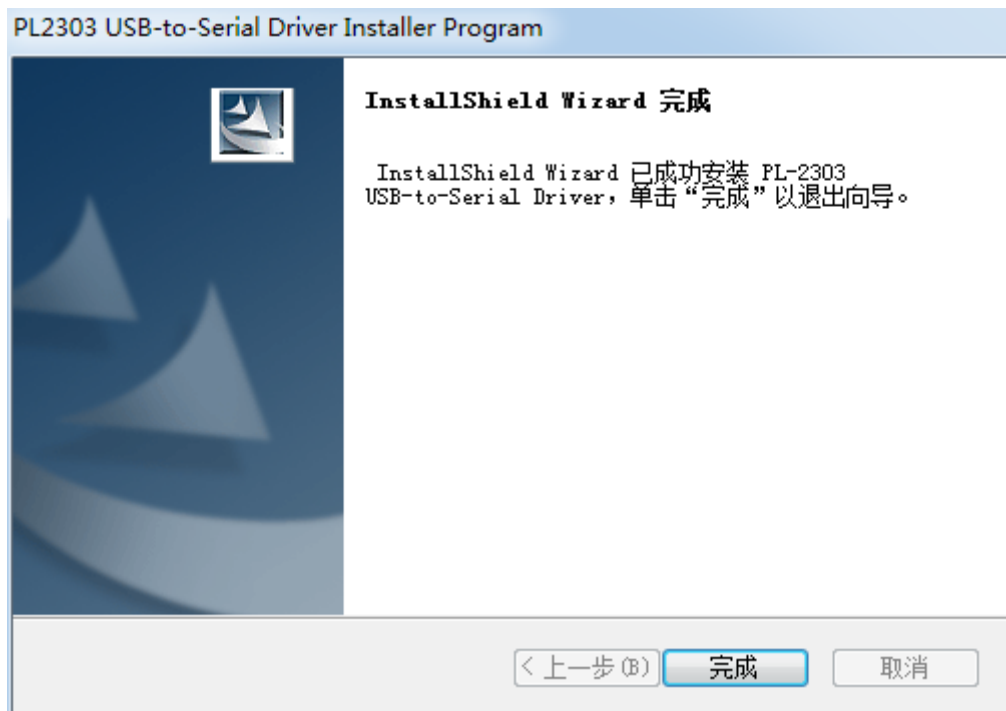 PL2303 USB-to-Serial Driver Installer Program
InstallShield Wizard 完成
InstallShield Wizard 已成功安装 PL-2303
USB-to-Serial Driver，单击“完成”以退出向导。
< 上一步(B)
完成
取消